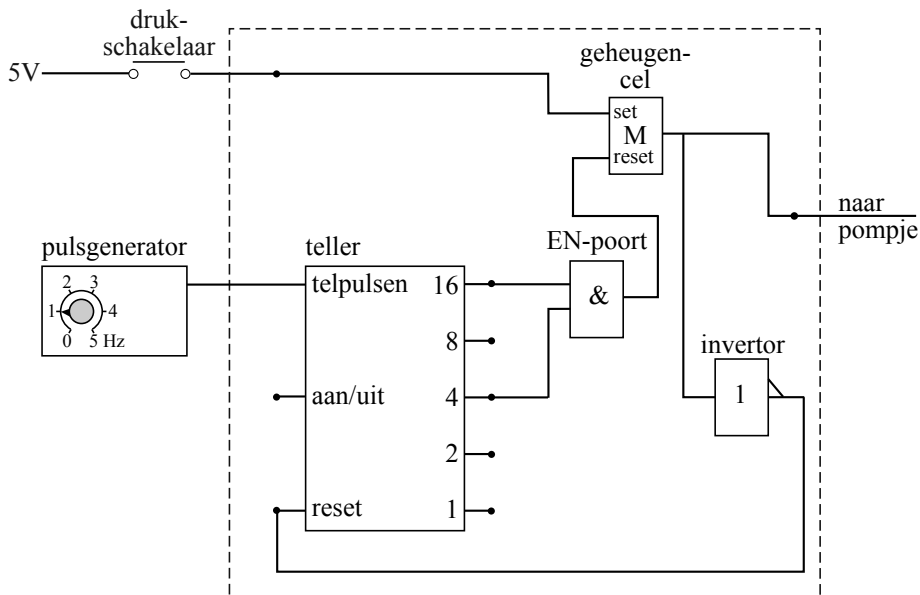 druk-
schakelaar
5V
geheugen-
cel
set
M
reset
naar
pompje
pulsgenerator
2 3
1 4
0 5 Hz
teller
telpulsen 16
8
aan/uit 4
2
reset 1
EN-poort
&
invertor
1